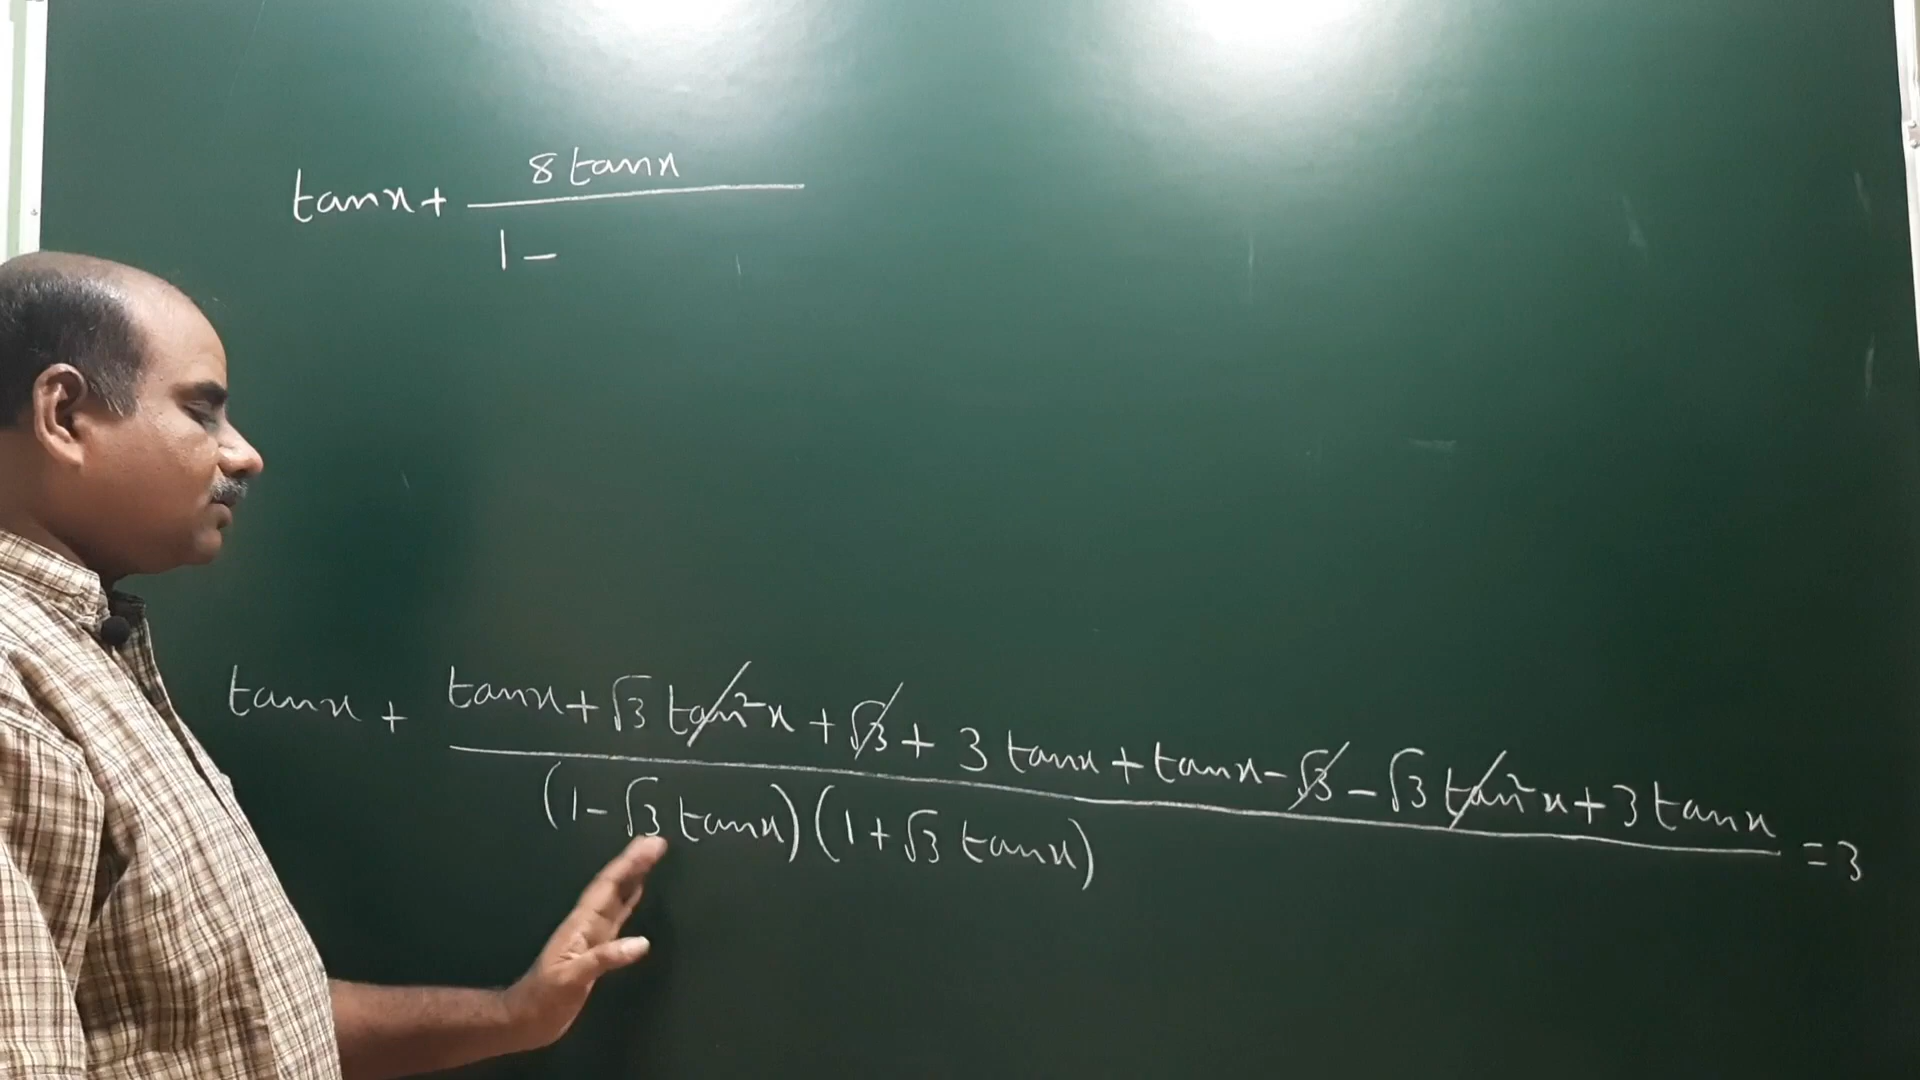 tanx + 8 tanx / 1 -
tanx + tanx + √3 tan²x + √3 + 3 tanx + tanx - √3 - √3 tan²x + 3 tanx / (1 - √3 tanx)(1 + √3 tanx) = 3